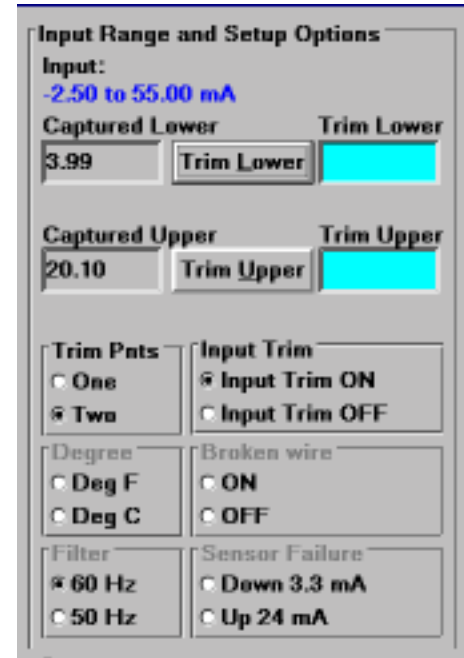 Input Range and Setup Options
Input:
-2.50 to 55.00 mA
Captured Lower Trim Lower
3.99 Trim Lower
Captured Upper Trim Upper
20.10 Trim Upper
Trim Pnts Input Trim
One Input Trim ON
Two Input Trim OFF
Degree Broken wire
Deg F ON
Deg C OFF
Filter Sensor Failure
60 Hz Down 3.3 mA
50 Hz Up 24 mA